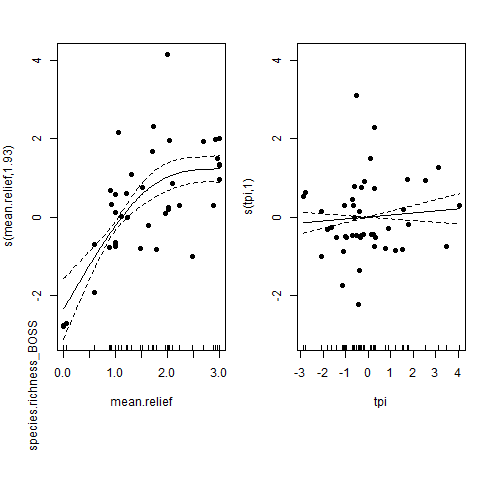 s(mean.relief,1.93)
species.richness_BOSS
4
2
0
-2
0.0 1.0 2.0 3.0
mean.relief
s(tpi,1)
4
2
0
-2
-3 -2 -1 0 1 2 3 4
tpi